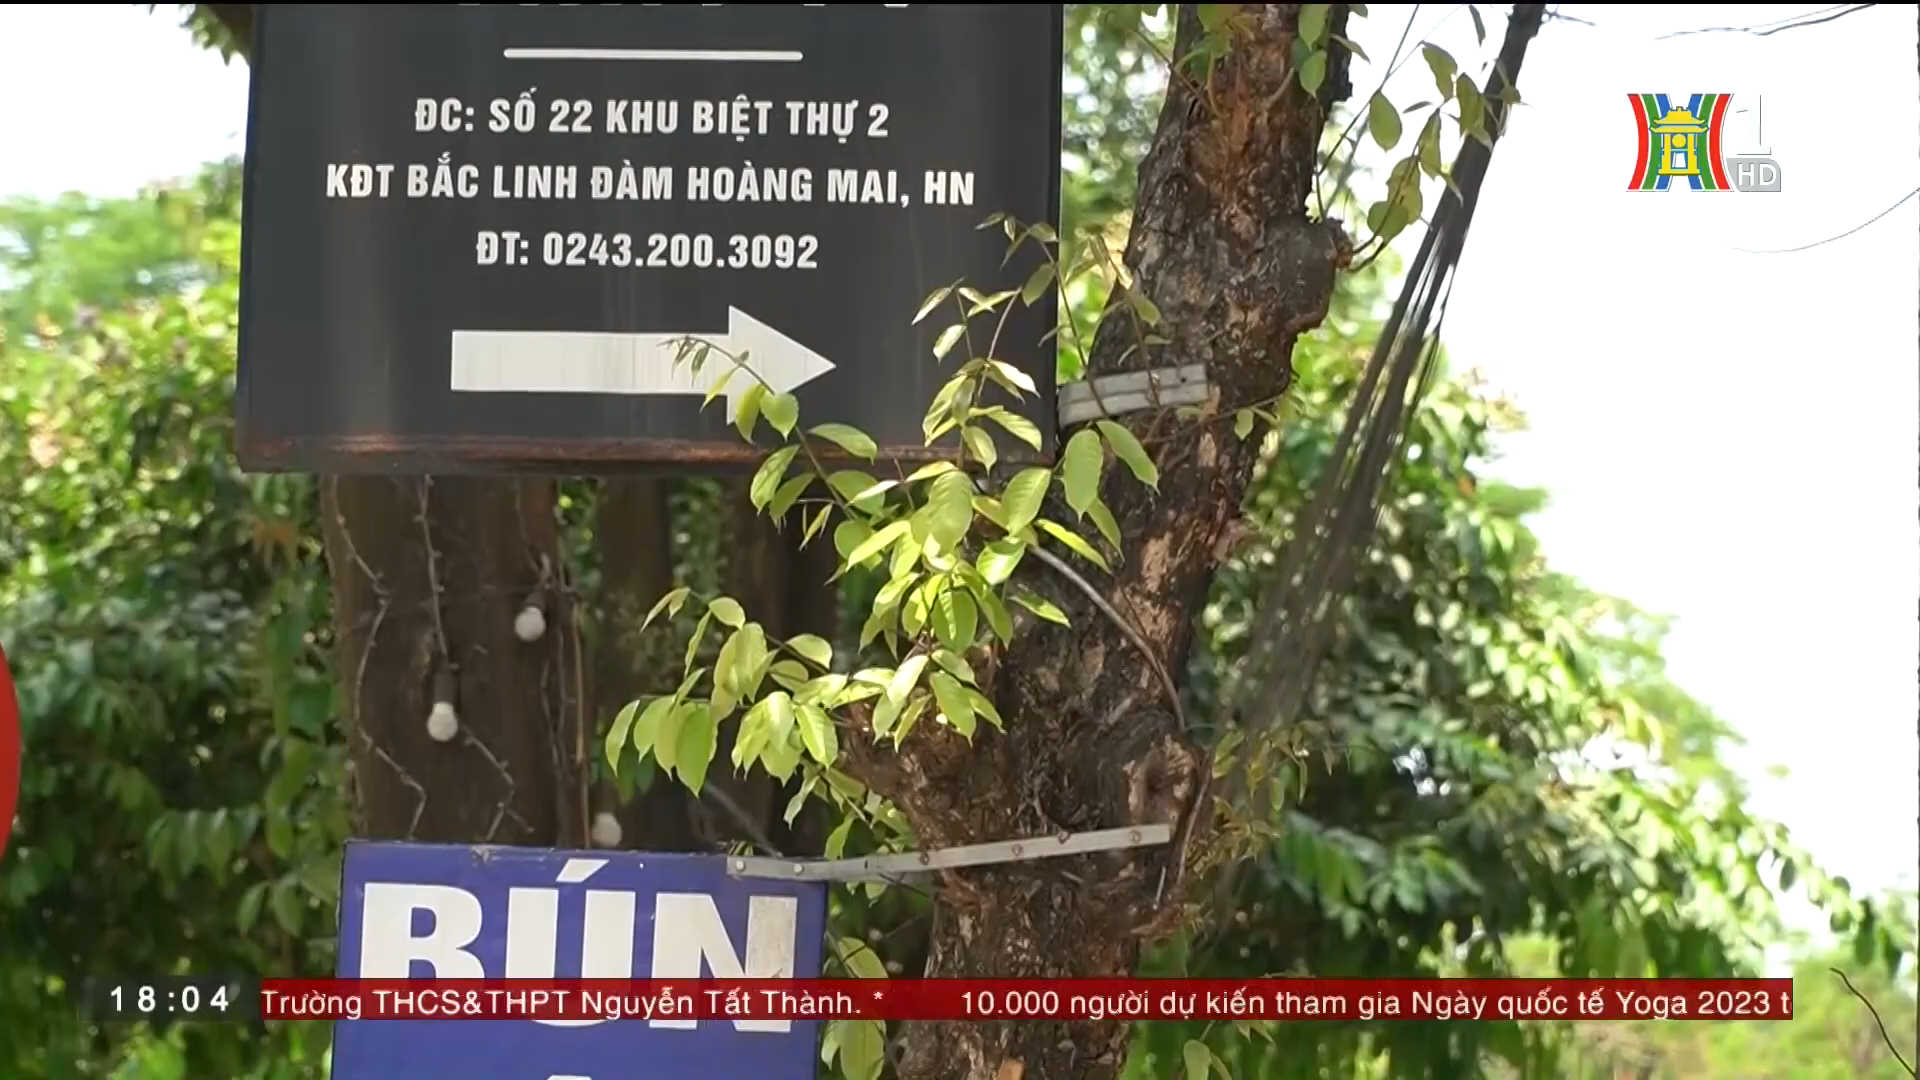 ĐC: SỐ 22 KHU BIỆT THỰ 2
KĐT BẮC LINH ĐÀM HOÀNG MAI, HN
ĐT: 0243.200.3092
1
HD
BÚN
18:04
Trường THCS&THPT Nguyễn Tất Thành. * 10.000 người dự kiến tham gia Ngày quốc tế Yoga 2023 t